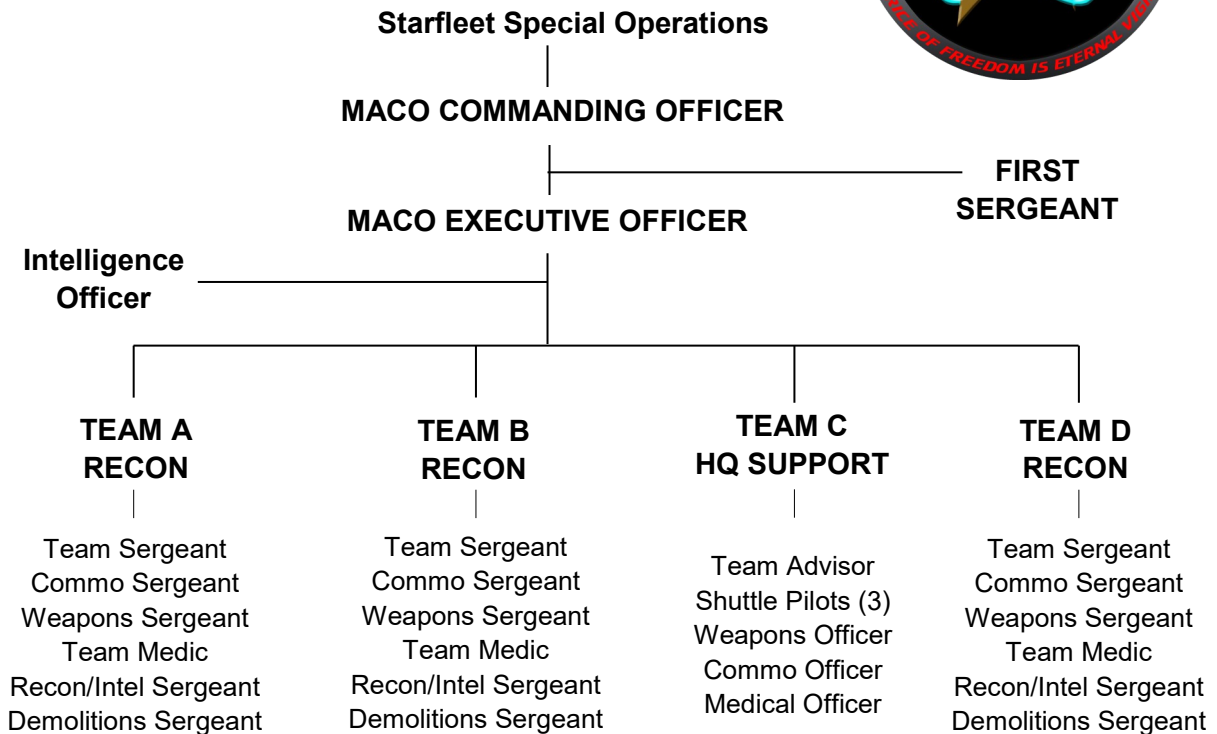 Starfleet Special Operations
OF FREEDOM IS ETERNAL
MACO COMMANDING OFFICER
FIRST
SERGEANT
MACO EXECUTIVE OFFICER
Intelligence
Officer
TEAM A
RECON
Team Sergeant
Commo Sergeant
Weapons Sergeant
Team Medic
Recon/Intel Sergeant
Demolitions Sergeant
TEAM B
RECON
Team Sergeant
Commo Sergeant
Weapons Sergeant
Team Medic
Recon/Intel Sergeant
Demolitions Sergeant
TEAM C
HQ SUPPORT
Team Advisor
Shuttle Pilots (3)
Weapons Officer
Commo Officer
Medical Officer
TEAM D
RECON
Team Sergeant
Commo Sergeant
Weapons Sergeant
Team Medic
Recon/Intel Sergeant
Demolitions Sergeant